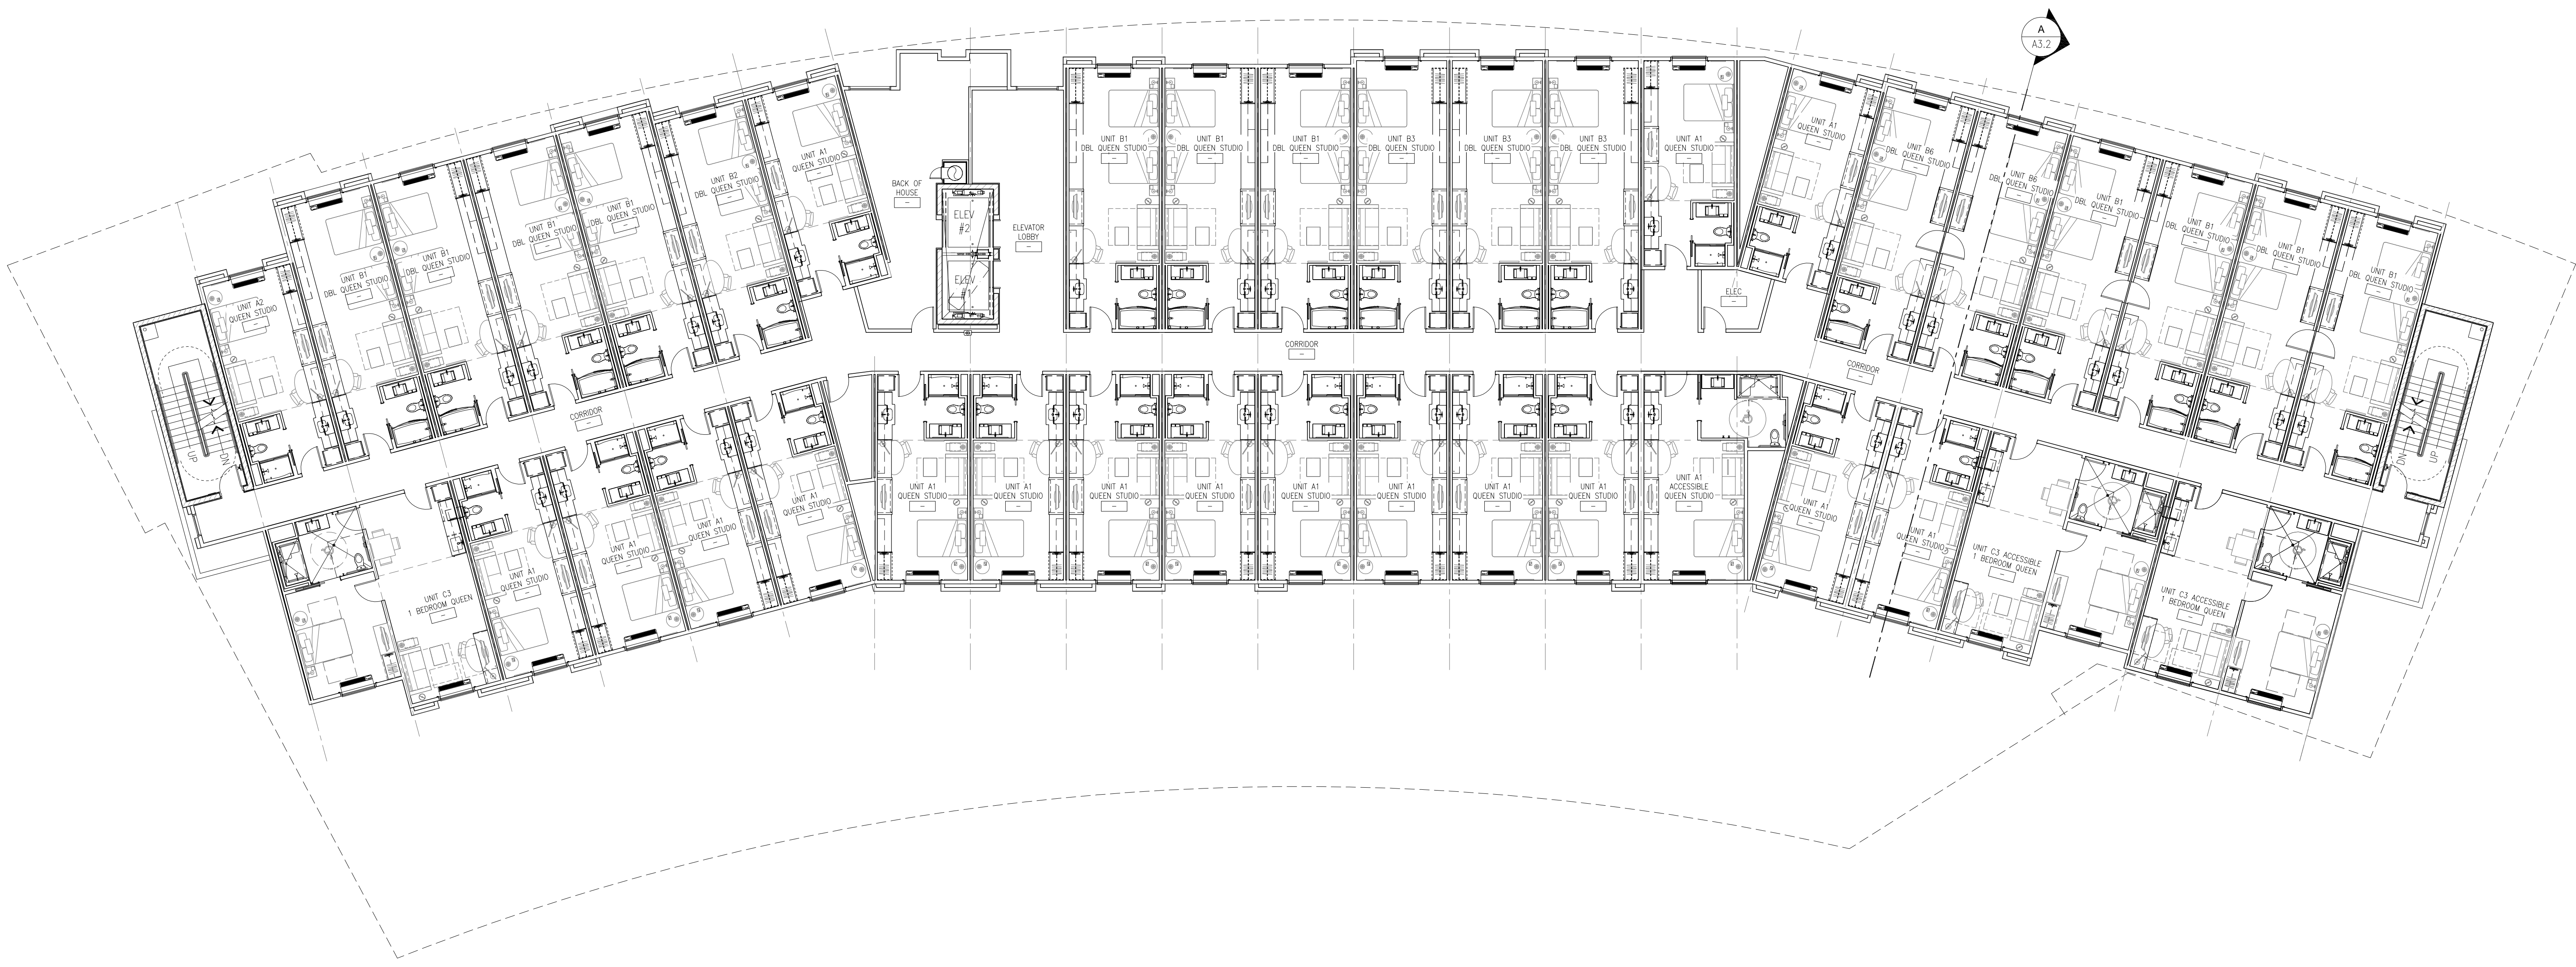 A
A3.2
UNIT A2
QUEEN STUDIO
UNIT B1
DBL QUEEN STUDIO
UNIT B1
DBL QUEEN STUDIO
UNIT B1
DBL QUEEN STUDIO
UNIT B1
DBL QUEEN STUDIO
UNIT B2
DBL QUEEN STUDIO
UNIT A1
QUEEN STUDIO
BACK OF
HOUSE
ELEV
#2
ELEV
#1
ELEVATOR
LOBBY
UNIT B1
DBL QUEEN STUDIO
UNIT B1
DBL QUEEN STUDIO
UNIT B1
DBL QUEEN STUDIO
UNIT B3
DBL QUEEN STUDIO
UNIT B3
DBL QUEEN STUDIO
UNIT B3
DBL QUEEN STUDIO
UNIT A1
QUEEN STUDIO
ELEC
UNIT A1
QUEEN STUDIO
UNIT B6
DBL QUEEN STUDIO
UNIT B6
DBL QUEEN STUDIO
UNIT B1
DBL QUEEN STUDIO
UNIT B1
DBL QUEEN STUDIO
UNIT B1
DBL QUEEN STUDIO
UNIT B1
DBL QUEEN STUDIO
UP
DN
CORRIDOR
CORRIDOR
CORRIDOR
DN
UP
UNIT C3
1 BEDROOM QUEEN
UNIT A1
QUEEN STUDIO
UNIT A1
QUEEN STUDIO
UNIT A1
QUEEN STUDIO
UNIT A1
QUEEN STUDIO
UNIT A1
QUEEN STUDIO
UNIT A1
QUEEN STUDIO
UNIT A1
QUEEN STUDIO
UNIT A1
QUEEN STUDIO
UNIT A1
QUEEN STUDIO
UNIT A1
QUEEN STUDIO
UNIT A1
QUEEN STUDIO
UNIT A1
QUEEN STUDIO
UNIT A1
ACCESSIBLE
QUEEN STUDIO
UNIT A1
QUEEN STUDIO
UNIT A1
QUEEN STUDIO
UNIT C3 ACCESSIBLE
1 BEDROOM QUEEN
UNIT C3 ACCESSIBLE
1 BEDROOM QUEEN